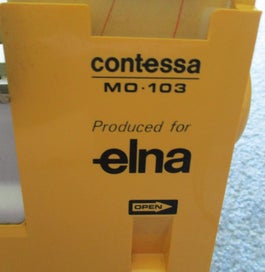 contessa
MO·103
Produced for
elna
OPEN